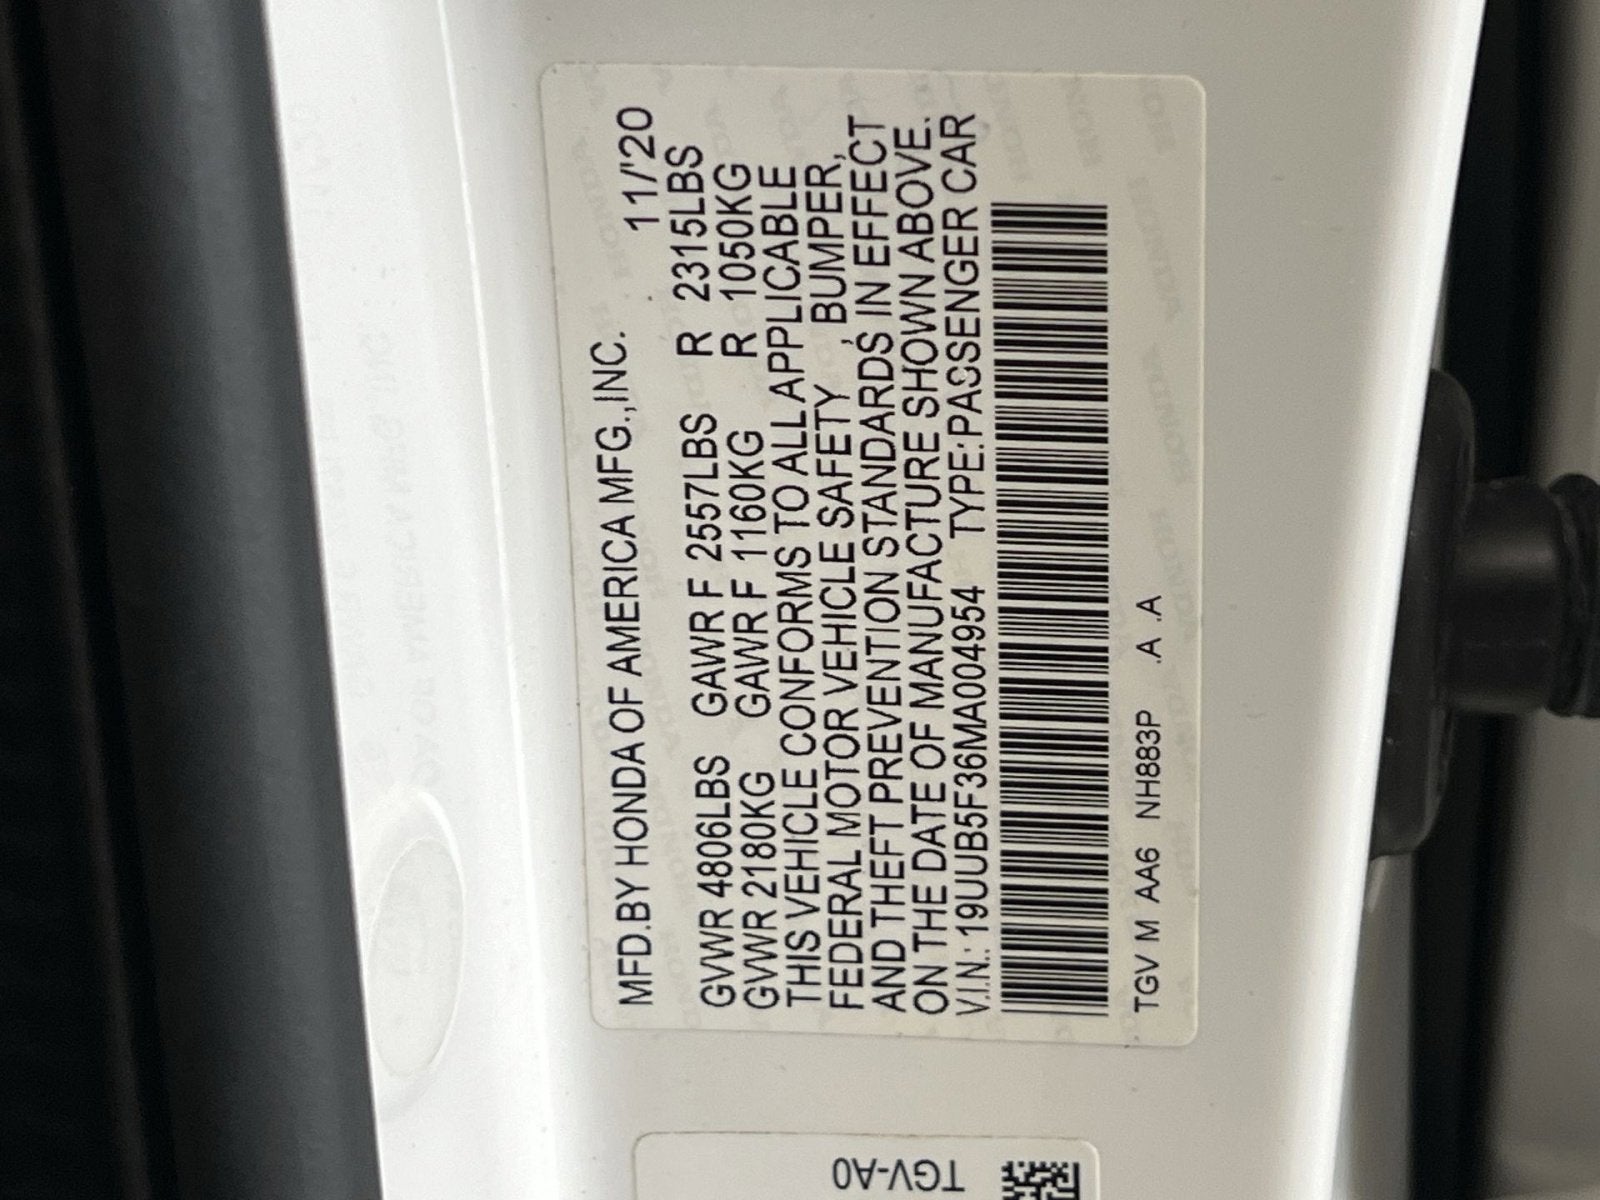 MFD.BY HONDA OF AMERICA MFG.,INC. 11/'20
GVWR 4806LBS GAWR F 2557LBS R 2315LBS
GVWR 2180KG GAWR F 1160KG R 1050KG
THIS VEHICLE CONFORMS TO ALL APPLICABLE
FEDERAL MOTOR VEHICLE SAFETY, BUMPER,
AND THEFT PREVENTION STANDARDS IN EFFECT
ON THE DATE OF MANUFACTURE SHOWN ABOVE.
V.I.N.: 19UUB5F36MA004954 TYPE:PASSENGER CAR
TGV M AA6 NH883P .A .A
TGV-A0